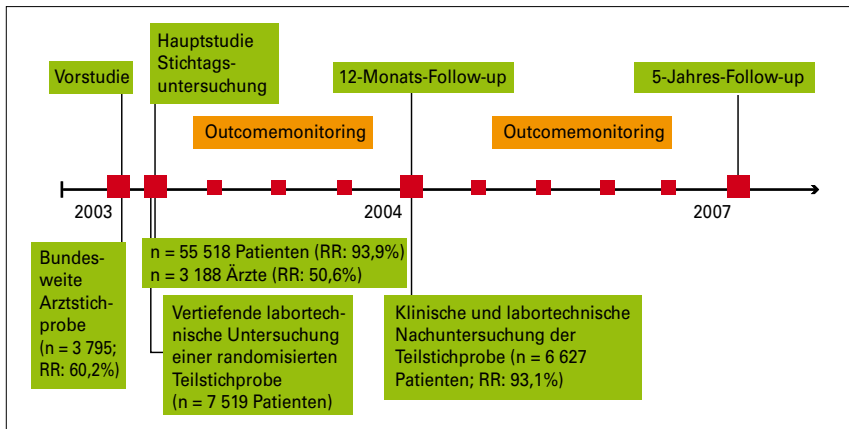 Vorstudie
Hauptstudie
Stichtags-
untersuchung
12-Monats-Follow-up
5-Jahres-Follow-up
Outcomemonitoring
Outcomemonitoring
2003
2004
2007
Bundes-
weite
Arztstich-
probe
(n = 3 795;
RR: 60,2%)
n = 55 518 Patienten (RR: 93,9%)
n = 3 188 Ärzte (RR: 50,6%)
Vertiefende labortech-
nische Untersuchung
einer randomisierten
Teilstichprobe
(n = 7 519 Patienten)
Klinische und labortechnische
Nachuntersuchung der
Teilstichprobe (n = 6 627
Patienten; RR: 93,1%)